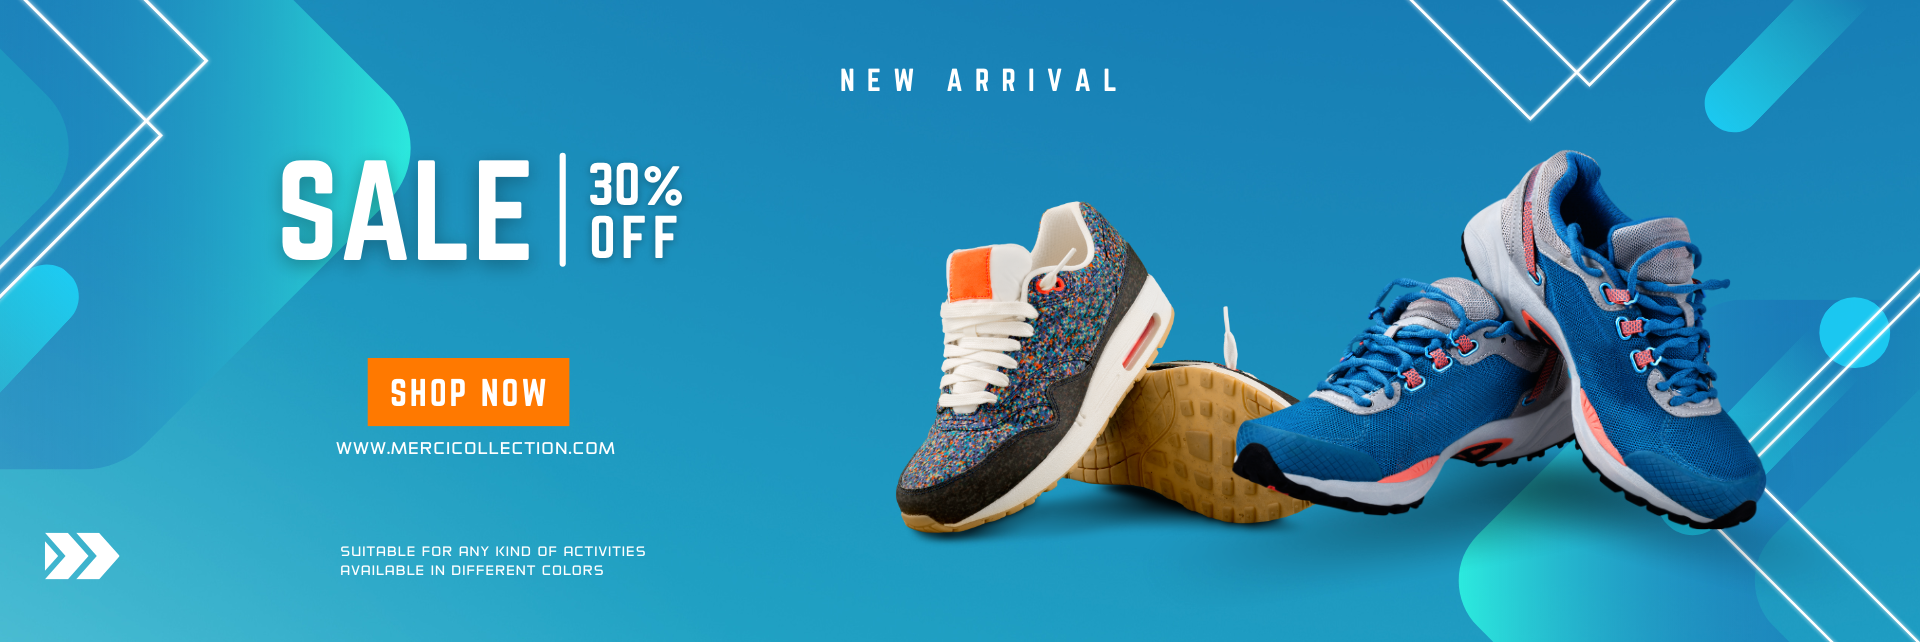 NEW ARRIVAL
SALE
30%
OFF
SHOP NOW
WWW.MERCICOLLECTION.COM
SUITABLE FOR ANY KIND OF ACTIVITIES
AVAILABLE IN DIFFERENT COLORS